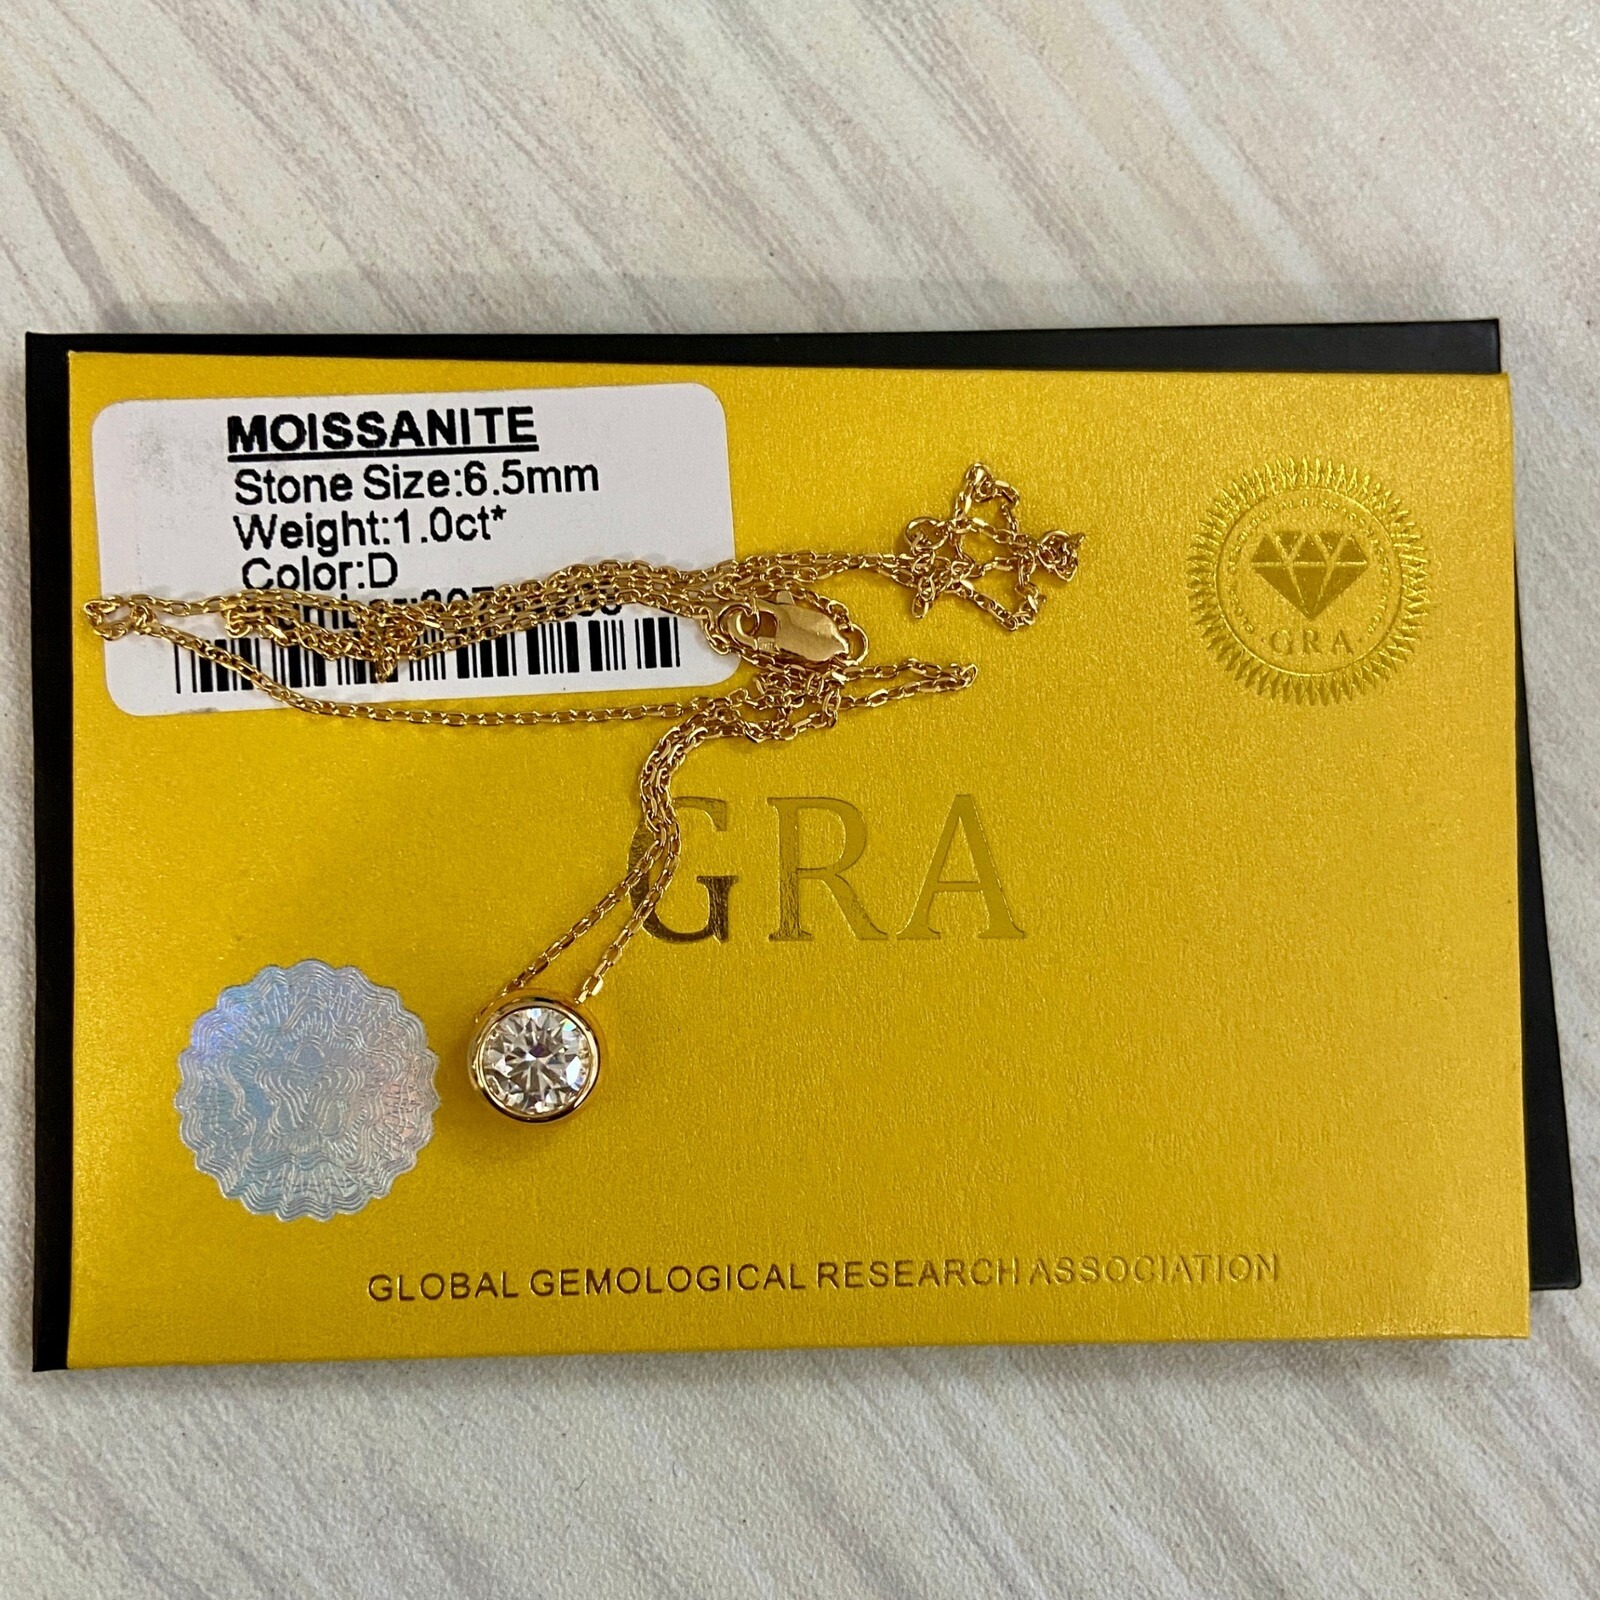 MOISSANITE
Stone Size:6.5mm
Weight:1.0ct*
Color:D
GRA
GRA
GLOBAL GEMOLOGICAL RESEARCH ASSOCIATION